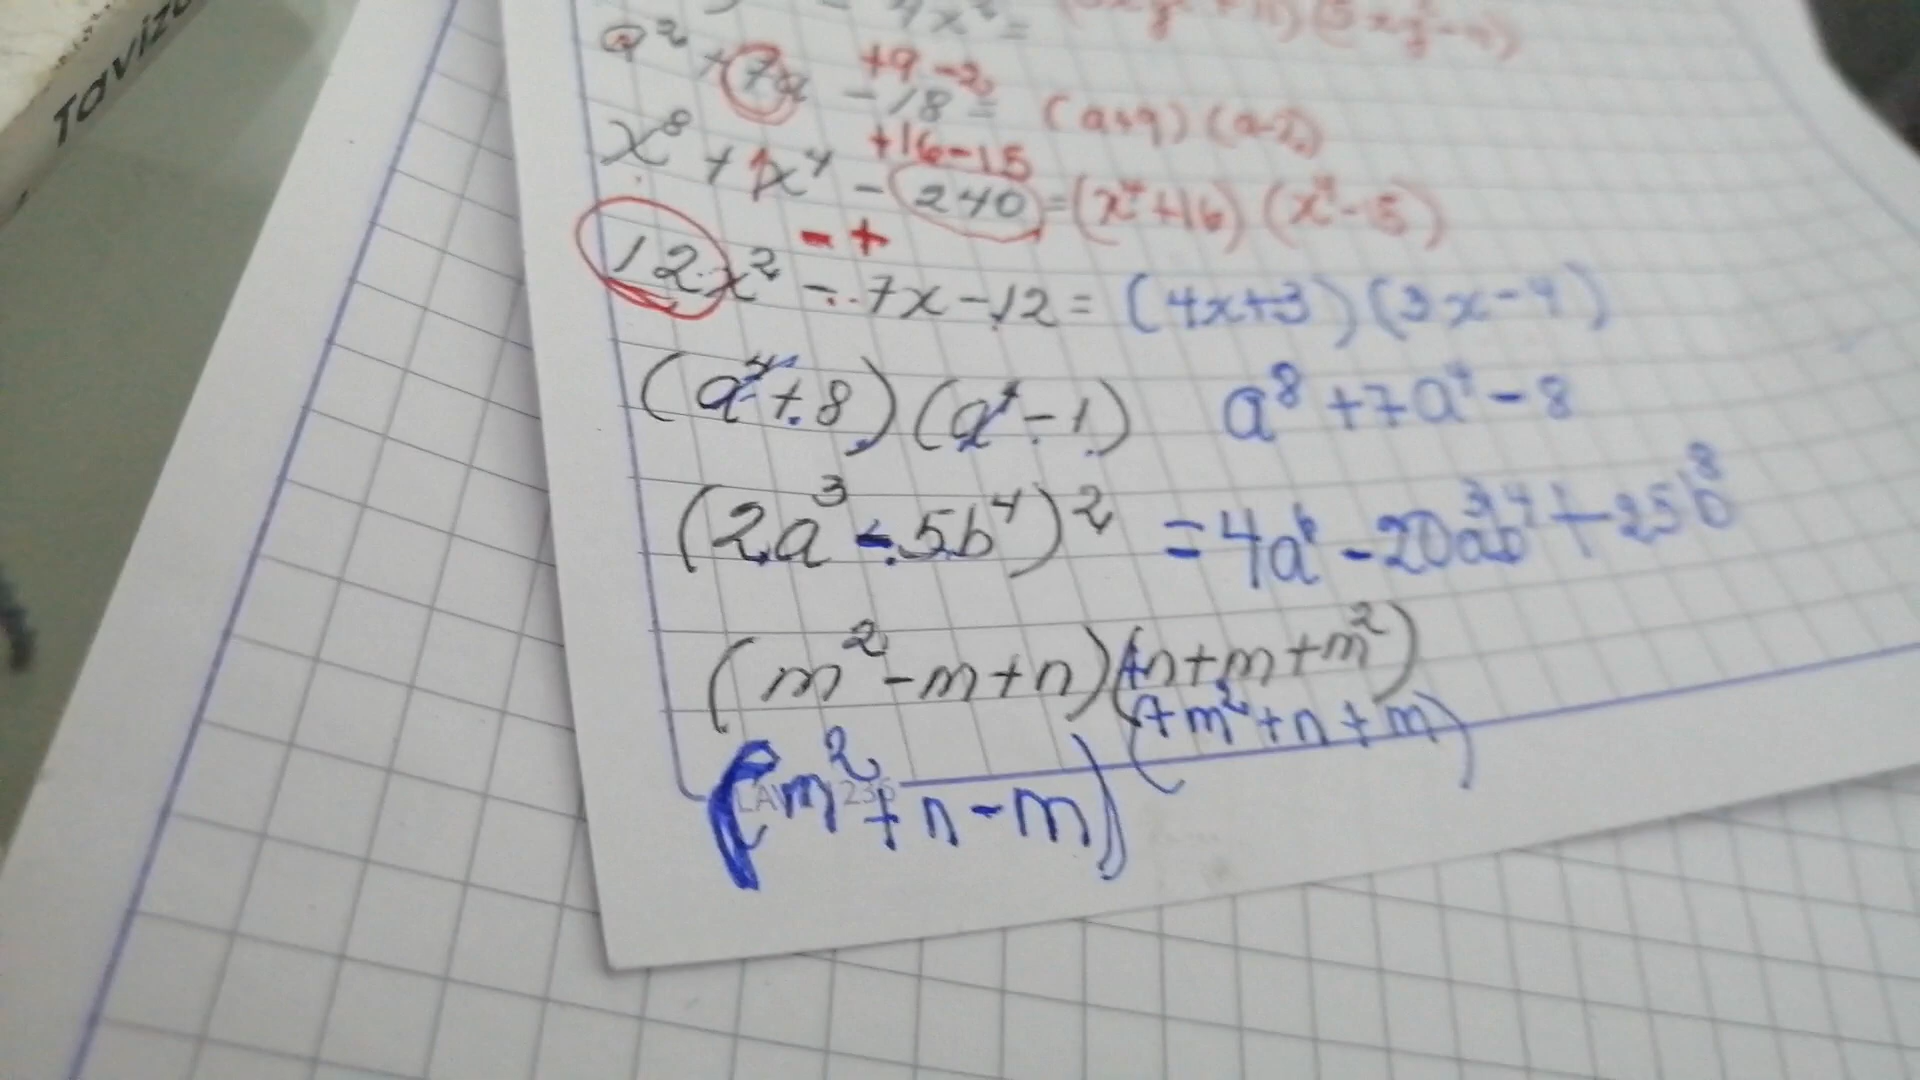 Taviz
4x² =
a² + 7a - 18 = (a+9) (a-2)
+9 -2
x⁸ + 1x⁴ - 240 = (x⁴+16) (x⁴-15)
+16-15
- +
12x² - 7x - 12 = (4x+3) (3x-4)
(a⁴+8) (a⁴-1) a⁸ +7a⁴ - 8
(2a³ - 5b⁴)² = 4a⁶ - 20a³b⁴ + 25b⁸
(m² - m + n) (+n + m + m²)
(+m² + n + m)
(m² + n - m)